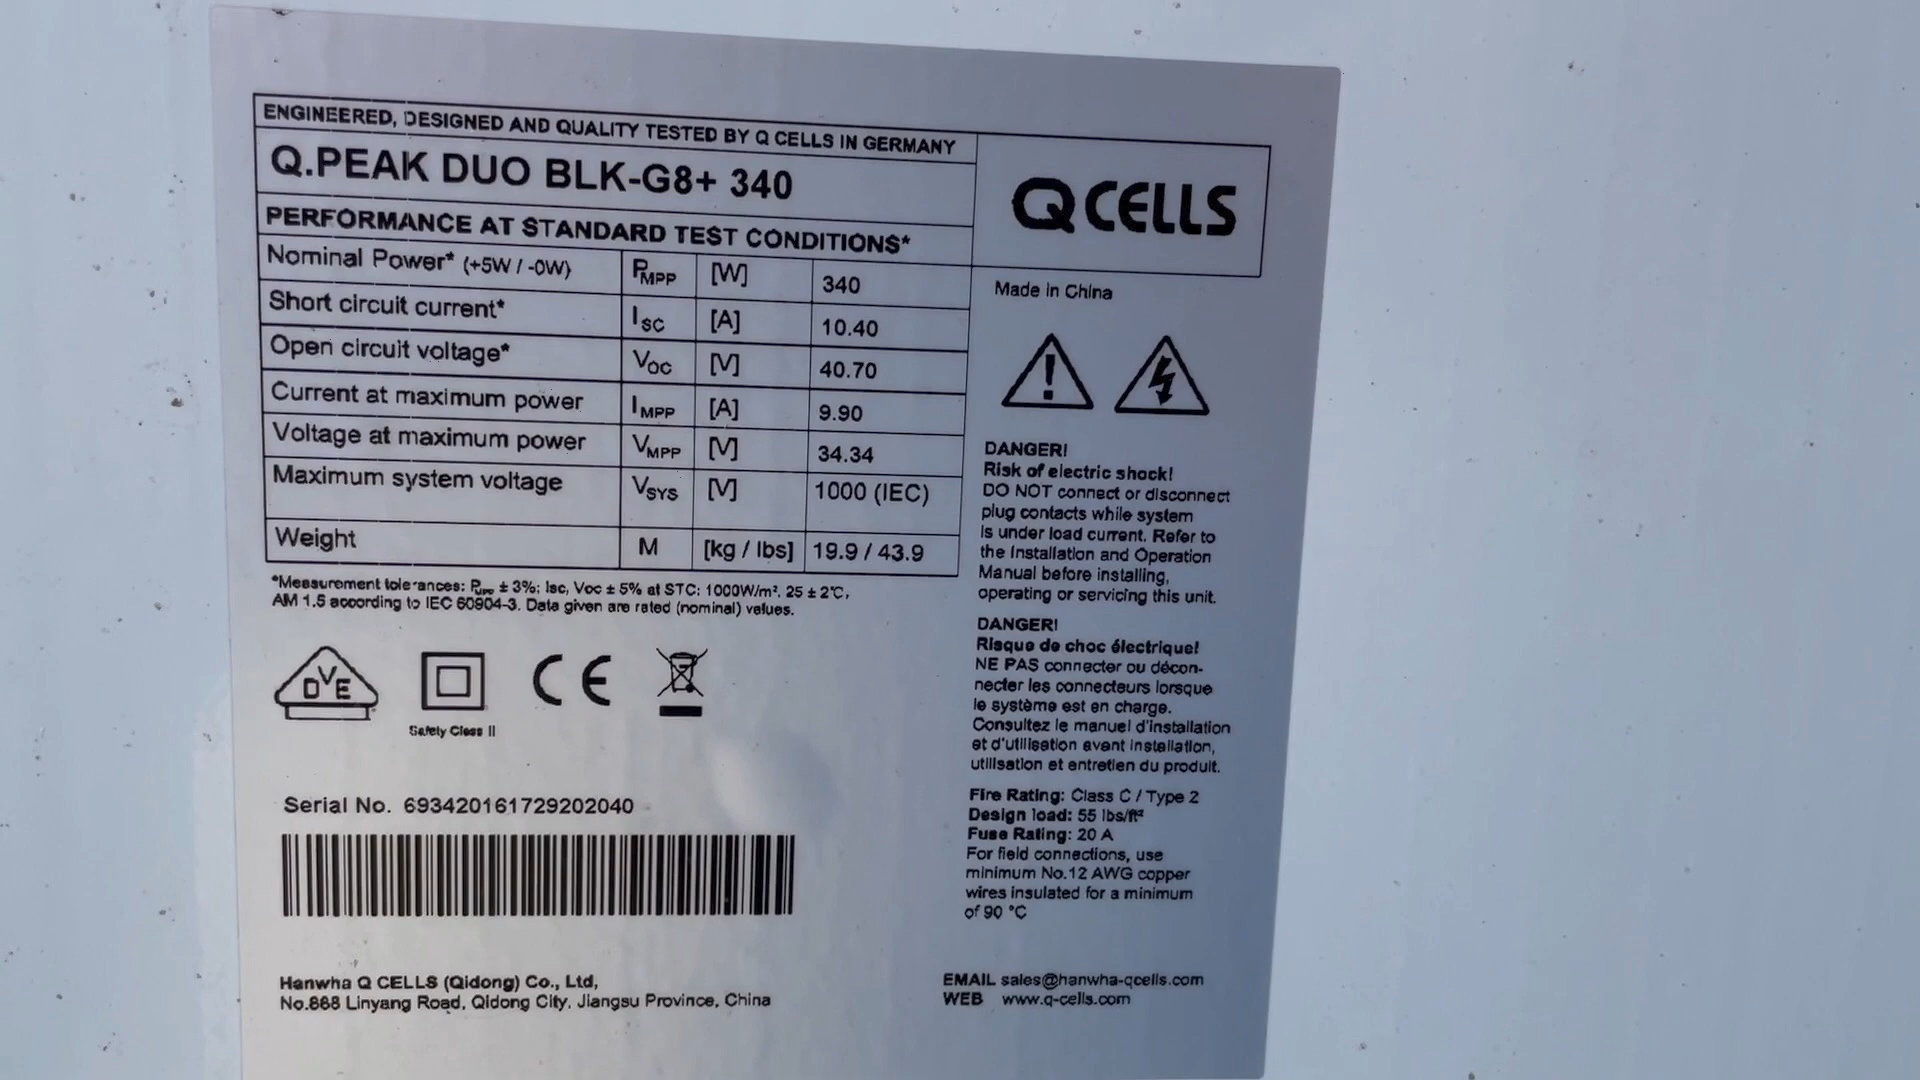 ENGINEERED, DESIGNED AND QUALITY TESTED BY Q CELLS IN GERMANY
Q.PEAK DUO BLK-G8+ 340
PERFORMANCE AT STANDARD TEST CONDITIONS*
Nominal Power* (+5W / -0W) PMPP [W] 340
Short circuit current* ISC [A] 10.40
Open circuit voltage* VOC [V] 40.70
Current at maximum power IMPP [A] 9.90
Voltage at maximum power VMPP [V] 34.34
Maximum system voltage VSYS [V] 1000 (IEC)
Weight M [kg / lbs] 19.9 / 43.9
*Measurement tolerances: PMPP ± 3%; Isc, Voc ± 5% at STC: 1000W/m², 25 ± 2°C,
AM 1.5 according to IEC 60904-3. Data given are rated (nominal) values.
DVE
Safety Class II
CE
Serial No. 693420161729202040
Hanwha Q CELLS (Qidong) Co., Ltd,
No.888 Linyang Road, Qidong City, Jiangsu Province, China
Q CELLS
Made in China
DANGER!
Risk of electric shock!
DO NOT connect or disconnect
plug contacts while system
is under load current. Refer to
the Installation and Operation
Manual before installing,
operating or servicing this unit.
DANGER!
Risque de choc électrique!
NE PAS connecter ou décon-
necter les connecteurs lorsque
le système est en charge.
Consultez le manuel d'installation
et d'utilisation avant installation,
utilisation et entretien du produit.
Fire Rating: Class C / Type 2
Design load: 55 lbs/ft²
Fuse Rating: 20 A
For field connections, use
minimum No.12 AWG copper
wires insulated for a minimum
of 90 °C
EMAIL sales@hanwha-qcells.com
WEB www.q-cells.com